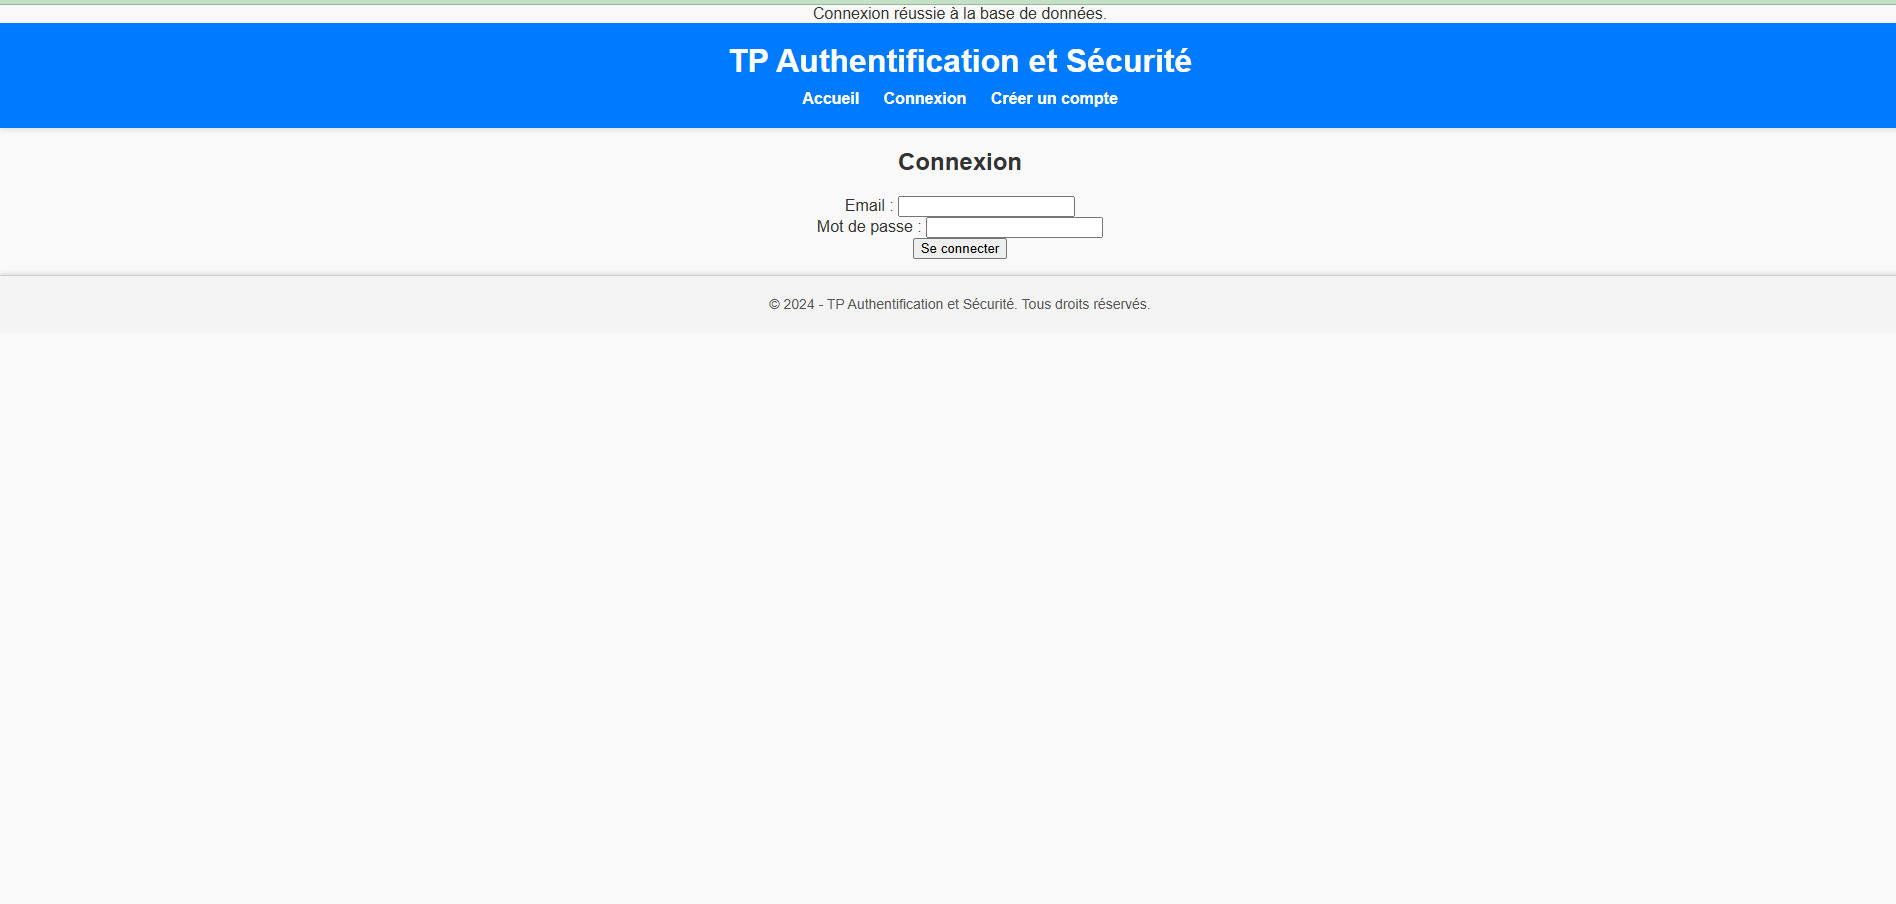 Connexion réussie à la base de données.
TP Authentification et Sécurité
Accueil Connexion Créer un compte
Connexion
Email :
Mot de passe :
Se connecter
© 2024 - TP Authentification et Sécurité. Tous droits réservés.